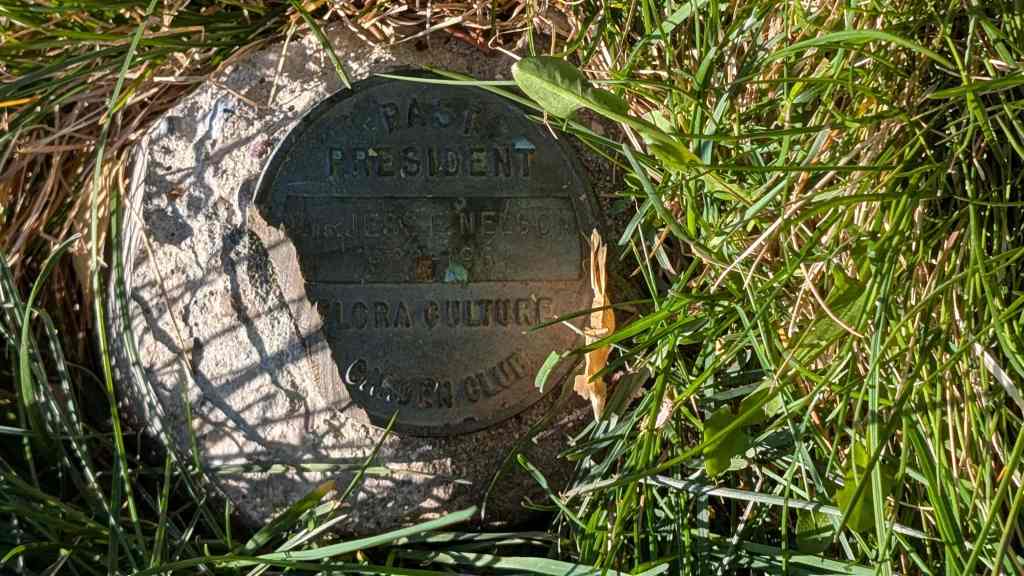 PAST
PRESIDENT
JESSIE NELSON
FLORA CULTURE
GARDEN CLUB